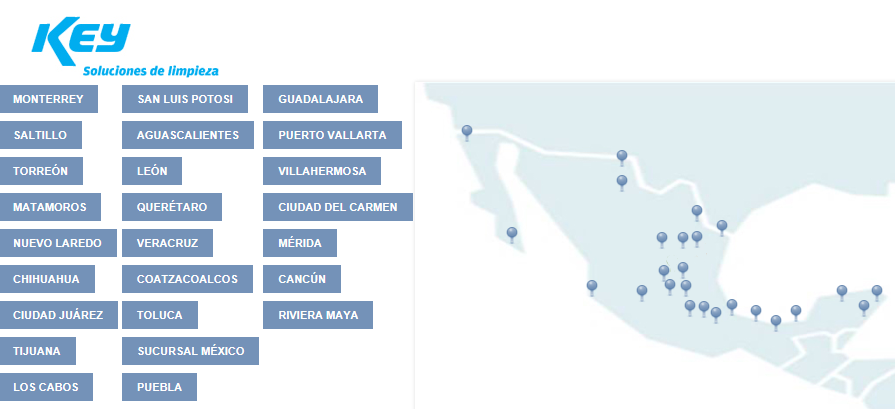 KEY
Soluciones de limpieza
MONTERREY
SAN LUIS POTOSI
GUADALAJARA
SALTILLO
AGUASCALIENTES
PUERTO VALLARTA
TORREÓN
LEÓN
VILLAHERMOSA
MATAMOROS
QUERÉTARO
CIUDAD DEL CARMEN
NUEVO LAREDO
VERACRUZ
MÉRIDA
CHIHUAHUA
COATZACOALCOS
CANCÚN
CIUDAD JUÁREZ
TOLUCA
RIVIERA MAYA
TIJUANA
SUCURSAL MÉXICO
LOS CABOS
PUEBLA